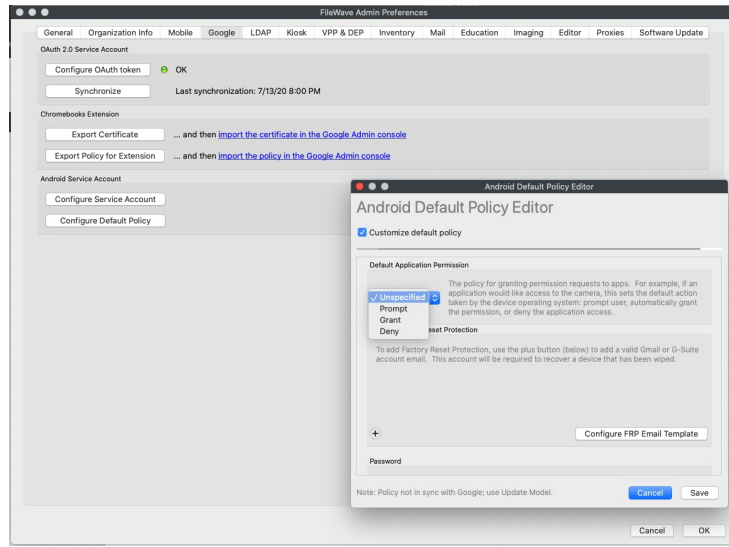 FileWave Admin Preferences
General Organization Info Mobile Google LDAP Kiosk VPP & DEP Inventory Mail Education Imaging Editor Proxies Software Update
OAuth 2.0 Service Account
Configure OAuth token OK
Synchronize Last synchronization: 7/13/20 8:00 PM
Chromebooks Extension
Export Certificate ... and then import the certificate in the Google Admin console
Export Policy for Extension ... and then import the policy in the Google Admin console
Android Service Account
Configure Service Account
Configure Default Policy
Android Default Policy Editor
Android Default Policy Editor
Customize default policy
Default Application Permission
The policy for granting permission requests to apps. For example, if an
application would like access to the camera, this sets the default action
taken by the device operating system: prompt user, automatically grant
the permission, or deny the application access.
✓ Unspecified
Prompt
Grant
Deny
eset Protection
To add Factory Reset Protection, use the plus button (below) to add a valid Gmail or G-Suite
account email. This account will be required to recover a device that has been wiped.
+
Configure FRP Email Template
Password
Note: Policy not in sync with Google; use Update Model.
Cancel Save
Cancel OK